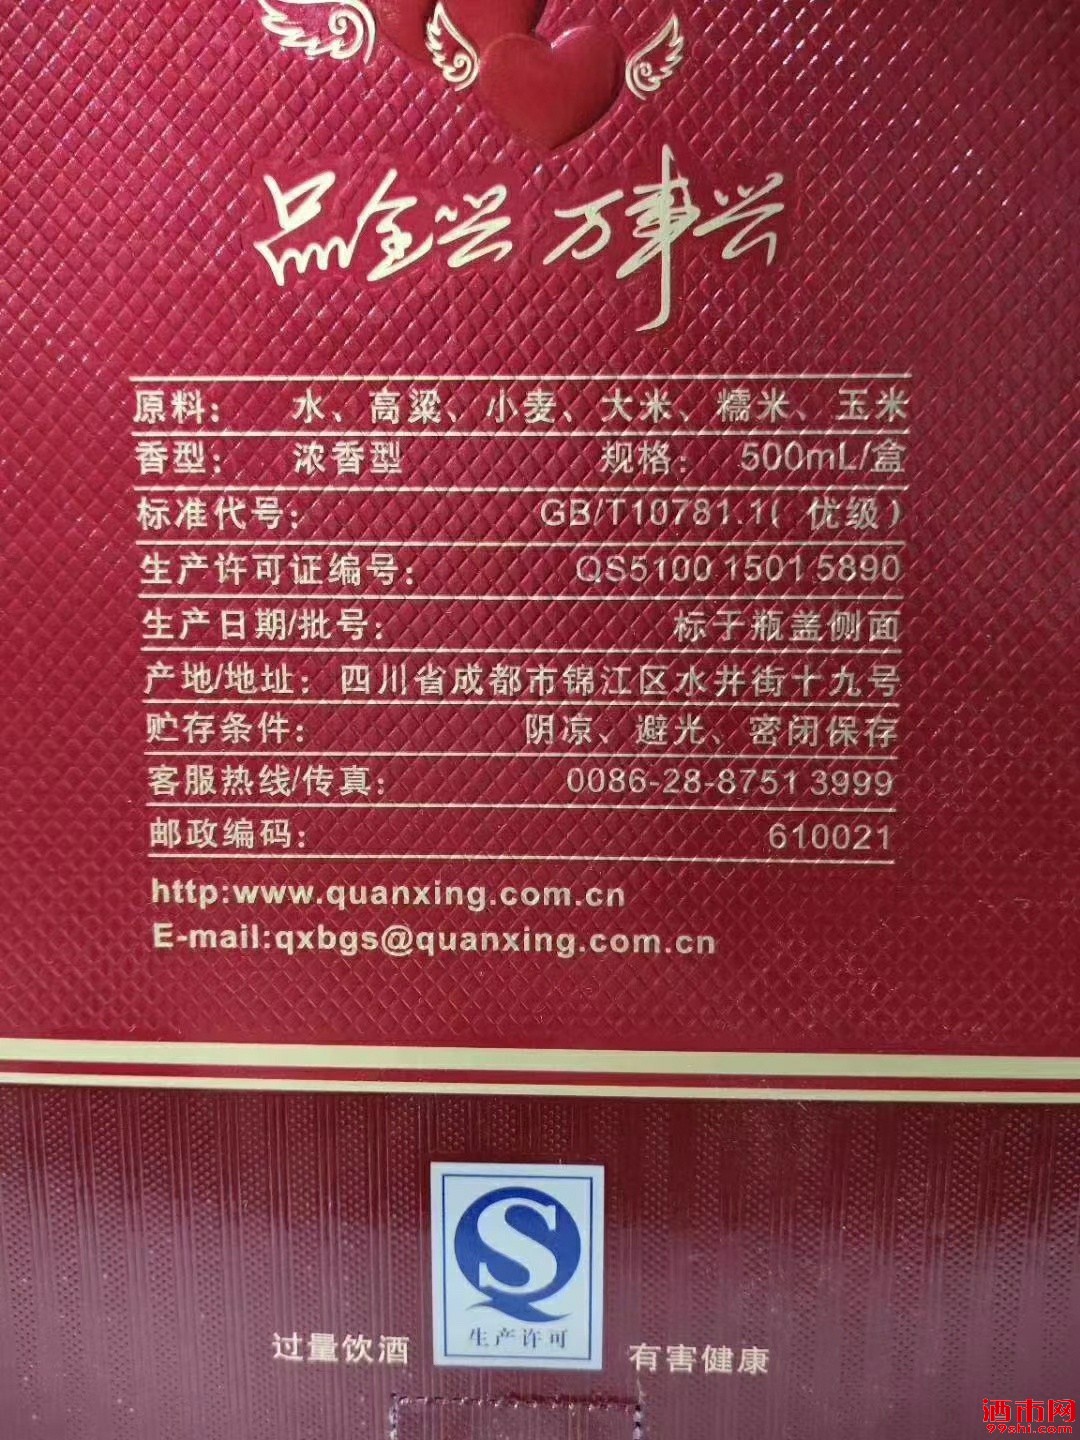 品全兴 万事兴
原料： 水、高粱、小麦、大米、糯米、玉米
香型： 浓香型 规格： 500mL/盒
标准代号： GB/T10781.1（优级）
生产许可证编号： QS5100 1501 5890
生产日期/批号： 标于瓶盖侧面
产地/地址： 四川省成都市锦江区水井街十九号
贮存条件： 阴凉、避光、密闭保存
客服热线/传真： 0086-28-8751 3999
邮政编码： 610021
http:www.quanxing.com.cn
E-mail:qxbgs@quanxing.com.cn
生产许可
过量饮酒 有害健康
酒市网
99shi.com